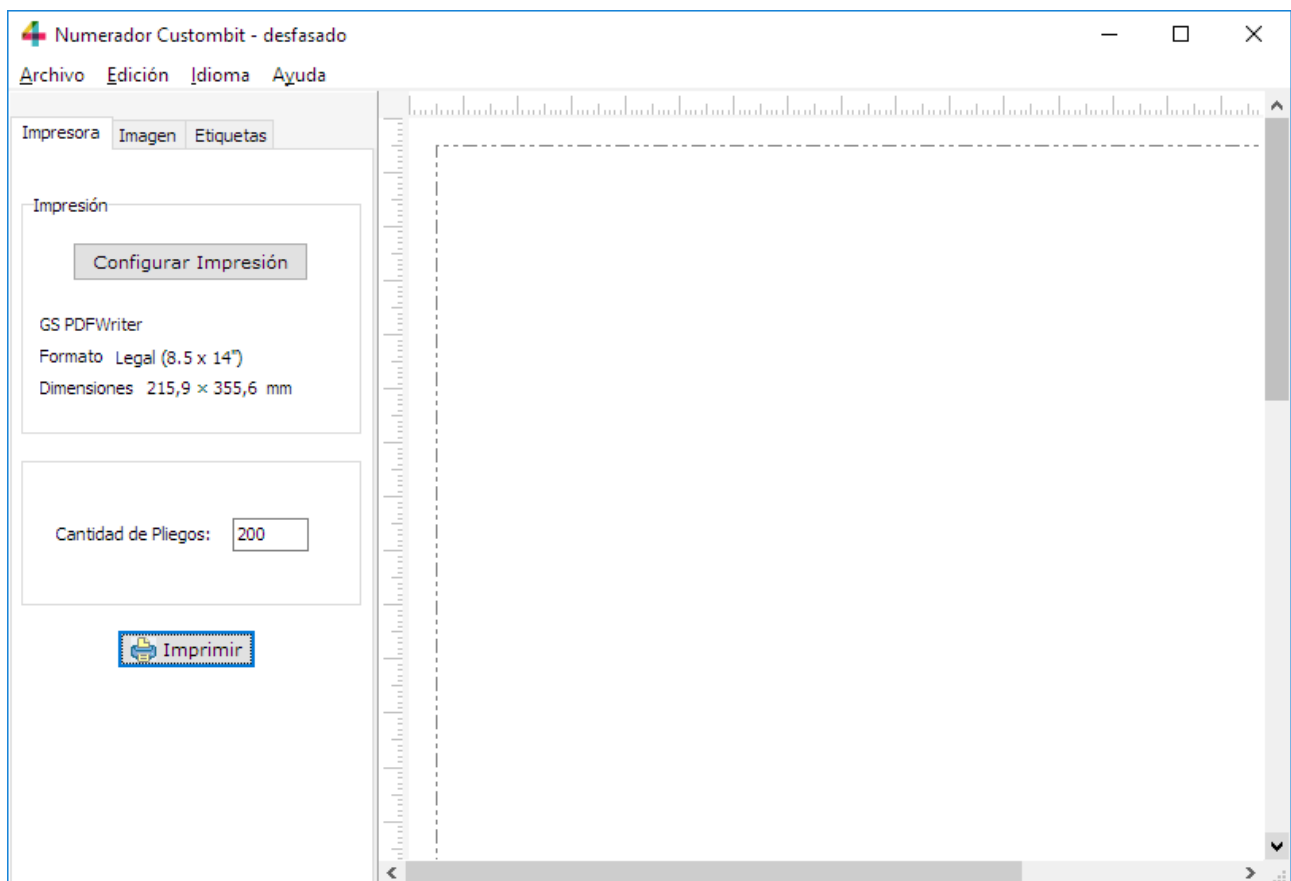 Numerador Custombit - desfasado
Archivo Edición Idioma Ayuda
Impresora Imagen Etiquetas
Impresión
Configurar Impresión
GS PDFWriter
Formato Legal (8.5 x 14")
Dimensiones 215,9 × 355,6 mm
Cantidad de Pliegos: 200
Imprimir